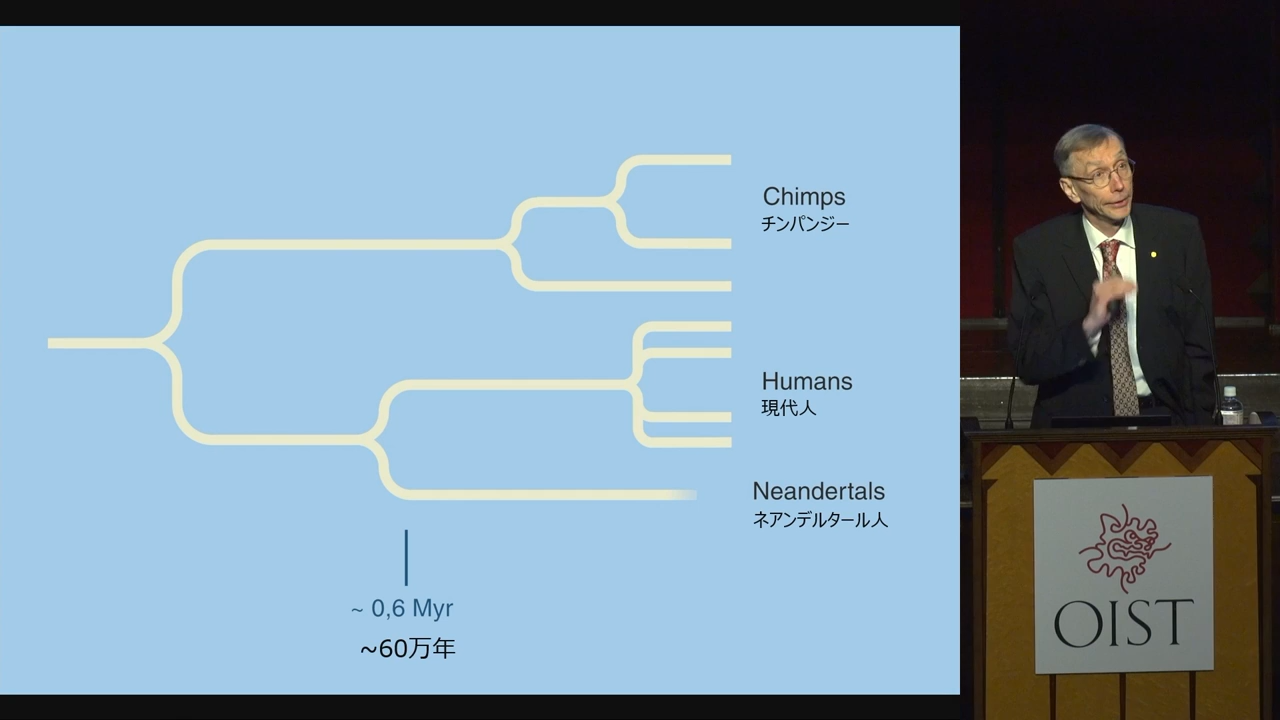 Chimps
チンパンジー
Humans
現代人
Neandertals
ネアンデルタール人
~ 0,6 Myr
~60万年
OIST